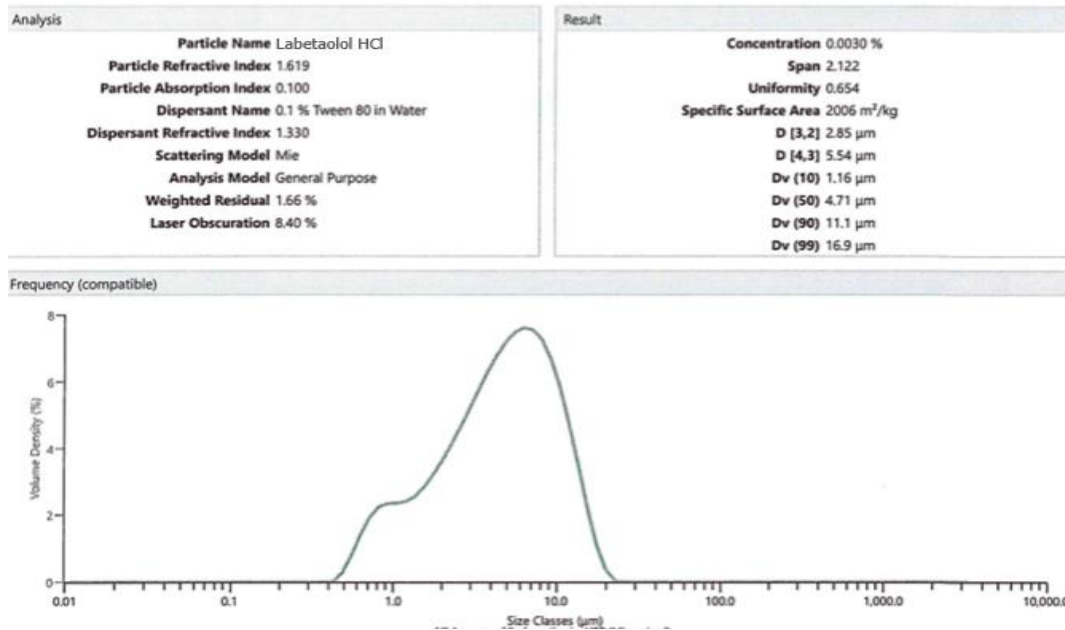 Analysis
Particle Name Labetaolol HCl
Particle Refractive Index 1.619
Particle Absorption Index 0.100
Dispersant Name 0.1 % Tween 80 in Water
Dispersant Refractive Index 1.330
Scattering Model Mie
Analysis Model General Purpose
Weighted Residual 1.66 %
Laser Obscuration 8.40 %
Result
Concentration 0.0030 %
Span 2.122
Uniformity 0.654
Specific Surface Area 2006 m²/kg
D [3,2] 2.85 μm
D [4,3] 5.54 μm
Dv (10) 1.16 μm
Dv (50) 4.71 μm
Dv (90) 11.1 μm
Dv (99) 16.9 μm
Frequency (compatible)
Volume Density (%)
8
6
4
2
0
0.01 0.1 1.0 10.0 100.0 1,000.0 10,000.
Size Classes (μm)